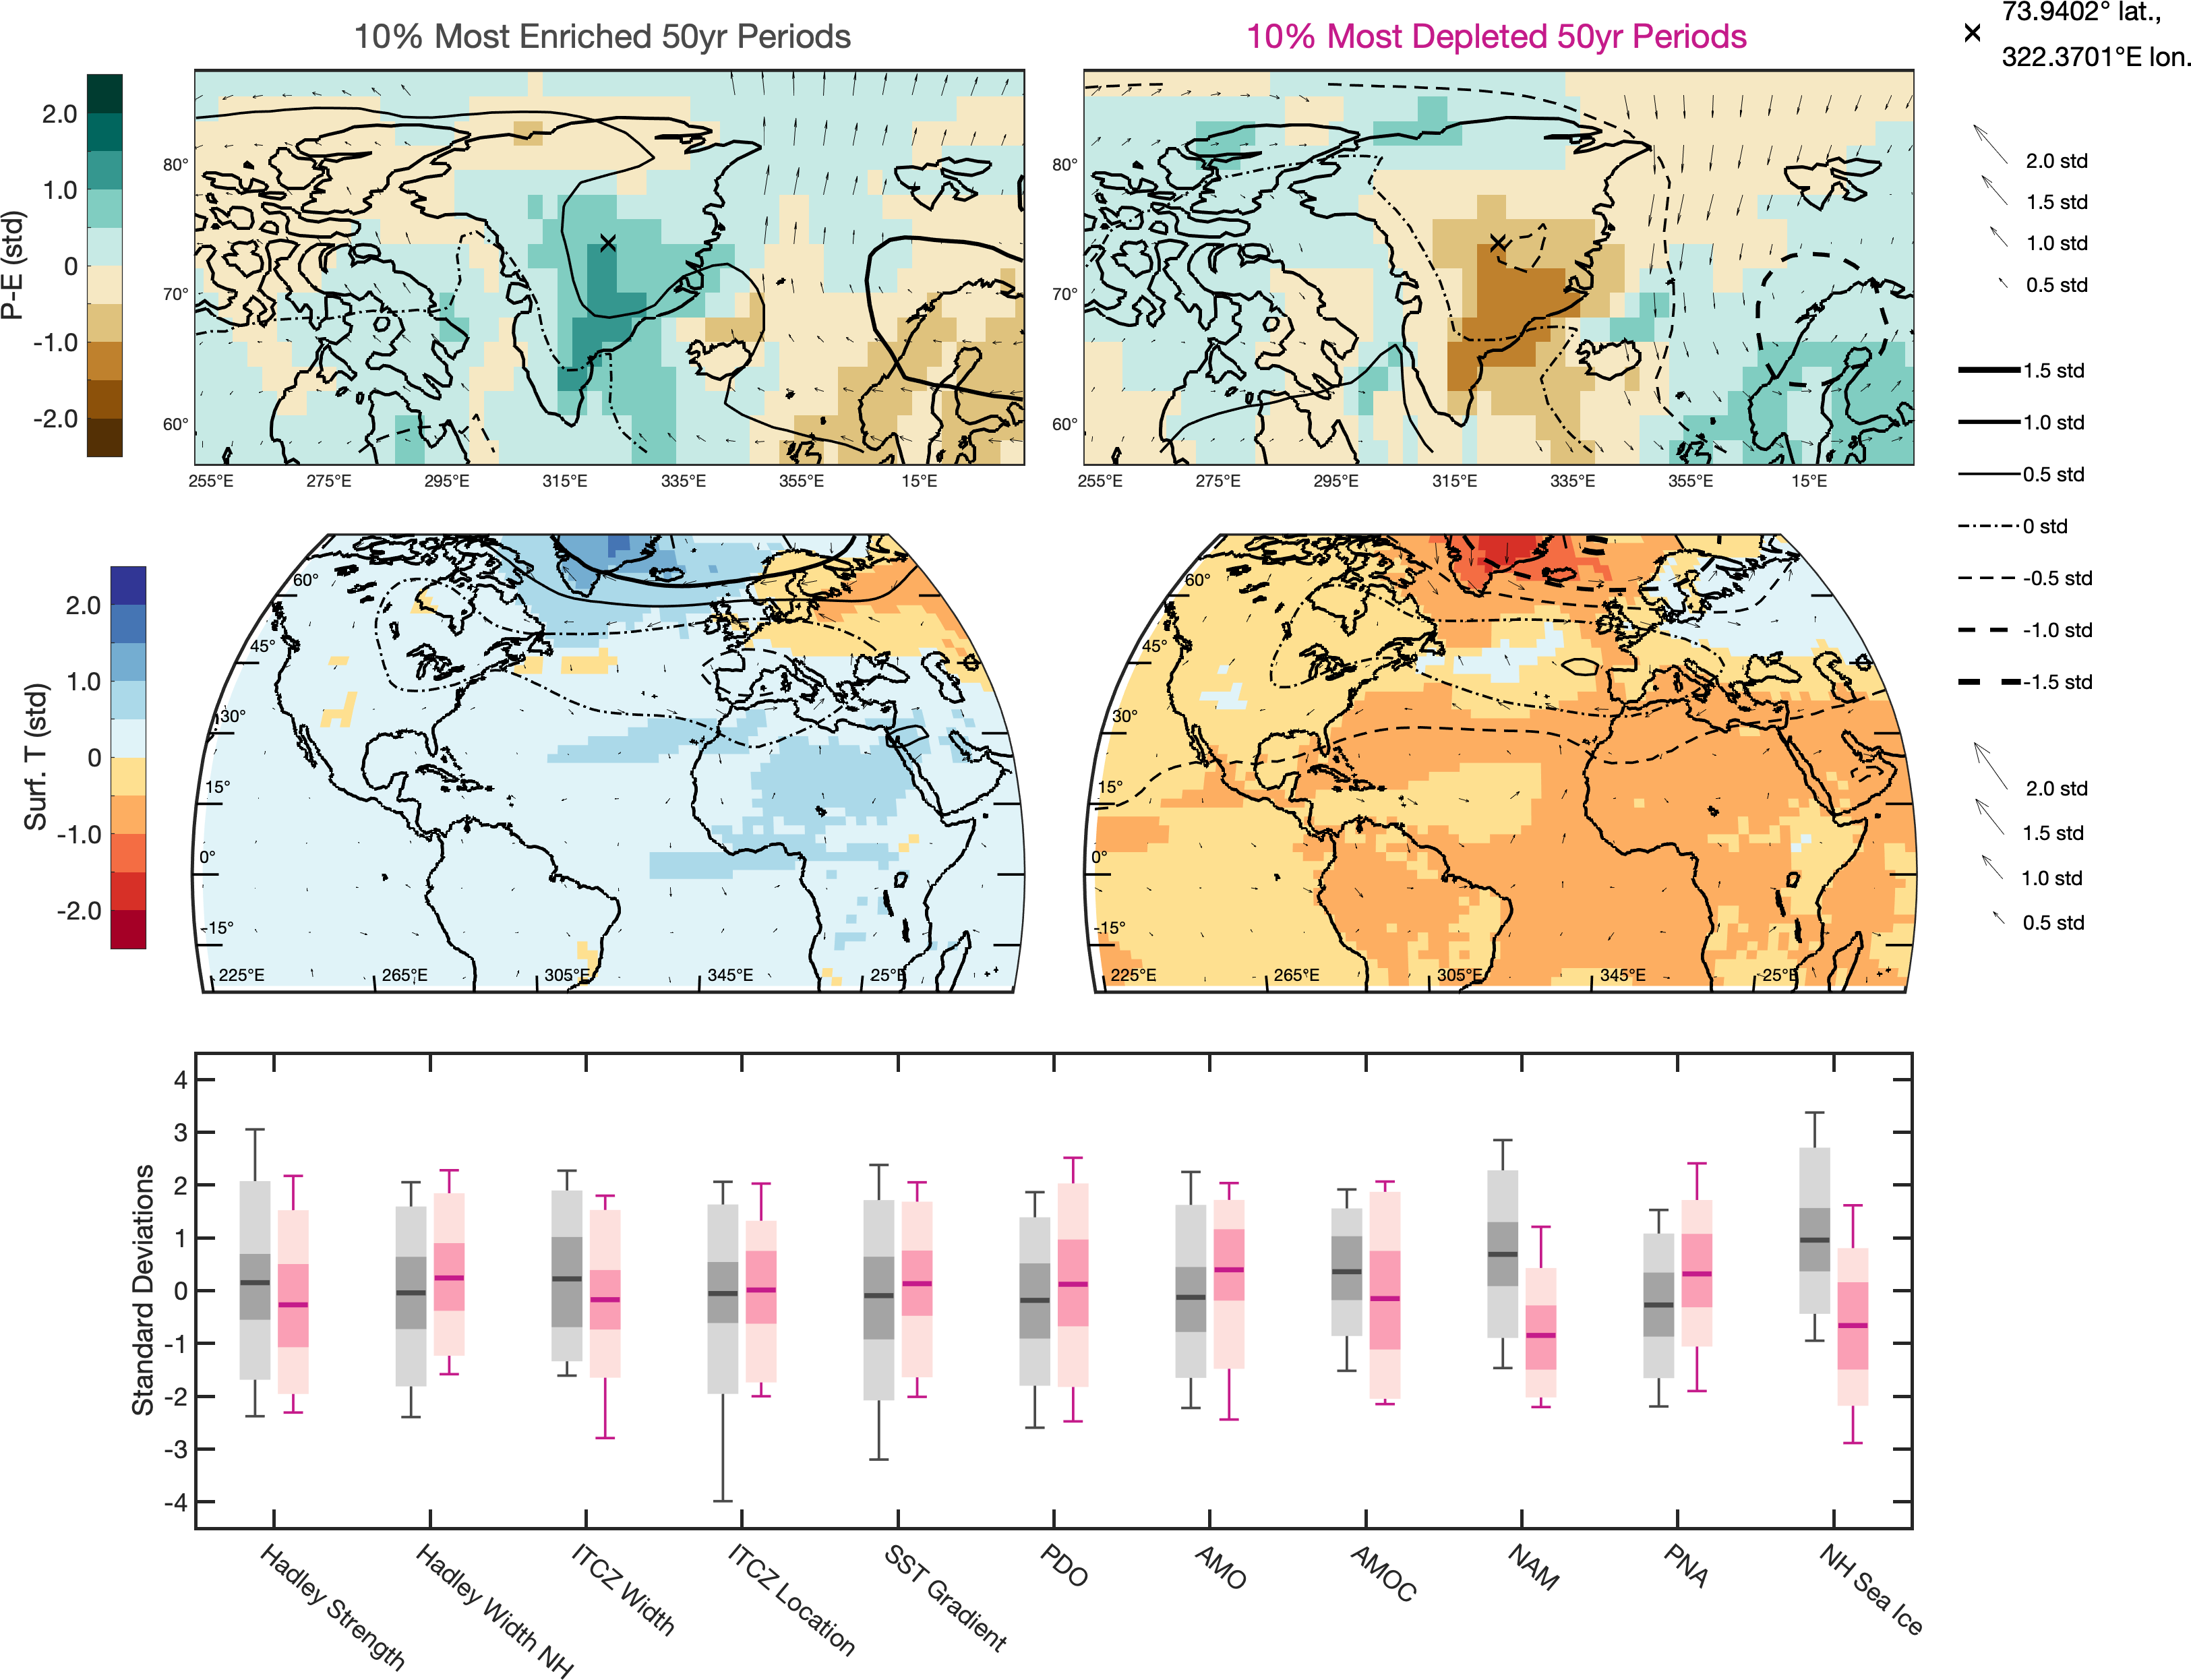 10% Most Enriched 50yr Periods
10% Most Depleted 50yr Periods
73.9402° lat.,
322.3701°E lon.
P-E (std)
2.0
1.0
0
-1.0
-2.0
80°
70°
60°
255°E
275°E
295°E
315°E
335°E
355°E
15°E
80°
70°
60°
255°E
275°E
295°E
315°E
335°E
355°E
15°E
2.0 std
1.5 std
1.0 std
0.5 std
1.5 std
1.0 std
0.5 std
0 std
-0.5 std
-1.0 std
-1.5 std
Surf. T (std)
2.0
1.0
0
-1.0
-2.0
60°
45°
30°
15°
0°
-15°
225°E
265°E
305°E
345°E
25°E
60°
45°
30°
15°
0°
-15°
225°E
265°E
305°E
345°E
25°E
2.0 std
1.5 std
1.0 std
0.5 std
Standard Deviations
4
3
2
1
0
-1
-2
-3
-4
Hadley Strength
Hadley Width NH
ITCZ Width
ITCZ Location
SST Gradient
PDO
AMO
AMOC
NAM
PNA
NH Sea Ice